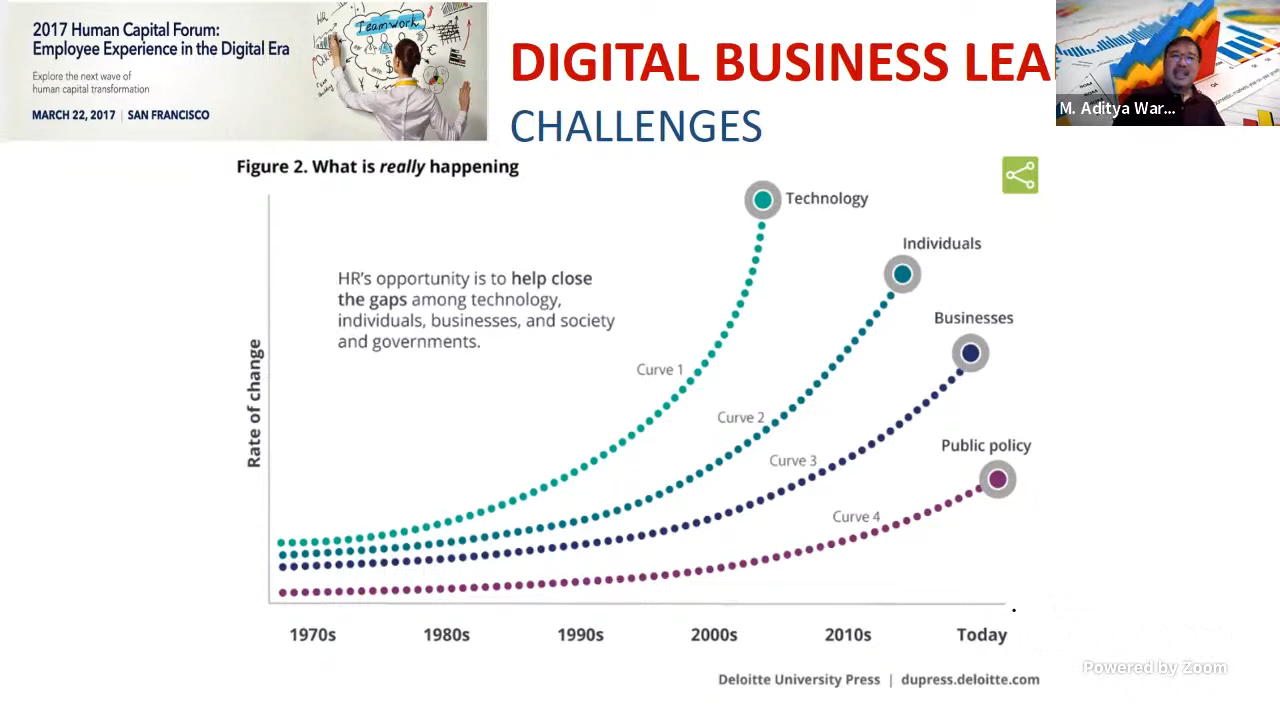 2017 Human Capital Forum:
Employee Experience in the Digital Era
Explore the next wave of
human capital transformation
MARCH 22, 2017 | SAN FRANCISCO
Teamwork
DIGITAL BUSINESS LEA
CHALLENGES
M. Aditya War...
Figure 2. What is really happening
Technology
Individuals
HR's opportunity is to help close
the gaps among technology,
individuals, businesses, and society
and governments.
Businesses
Curve 1
Curve 2
Public policy
Curve 3
Curve 4
Rate of change
1970s 1980s 1990s 2000s 2010s Today
Powered by Zoom
Deloitte University Press | dupress.deloitte.com